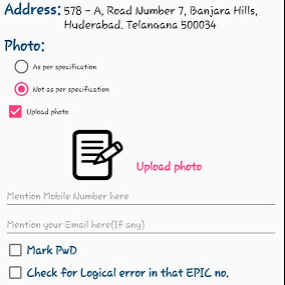 Address: 578 - A, Road Number 7, Banjara Hills,
Huderabad. Telangana 500034
Photo:
As per specification
Not as per specification
Upload photo
Upload photo
Mention Mobile Number here
Mention your Email here(If any)
Mark PwD
Check for Logical error in that EPIC no.